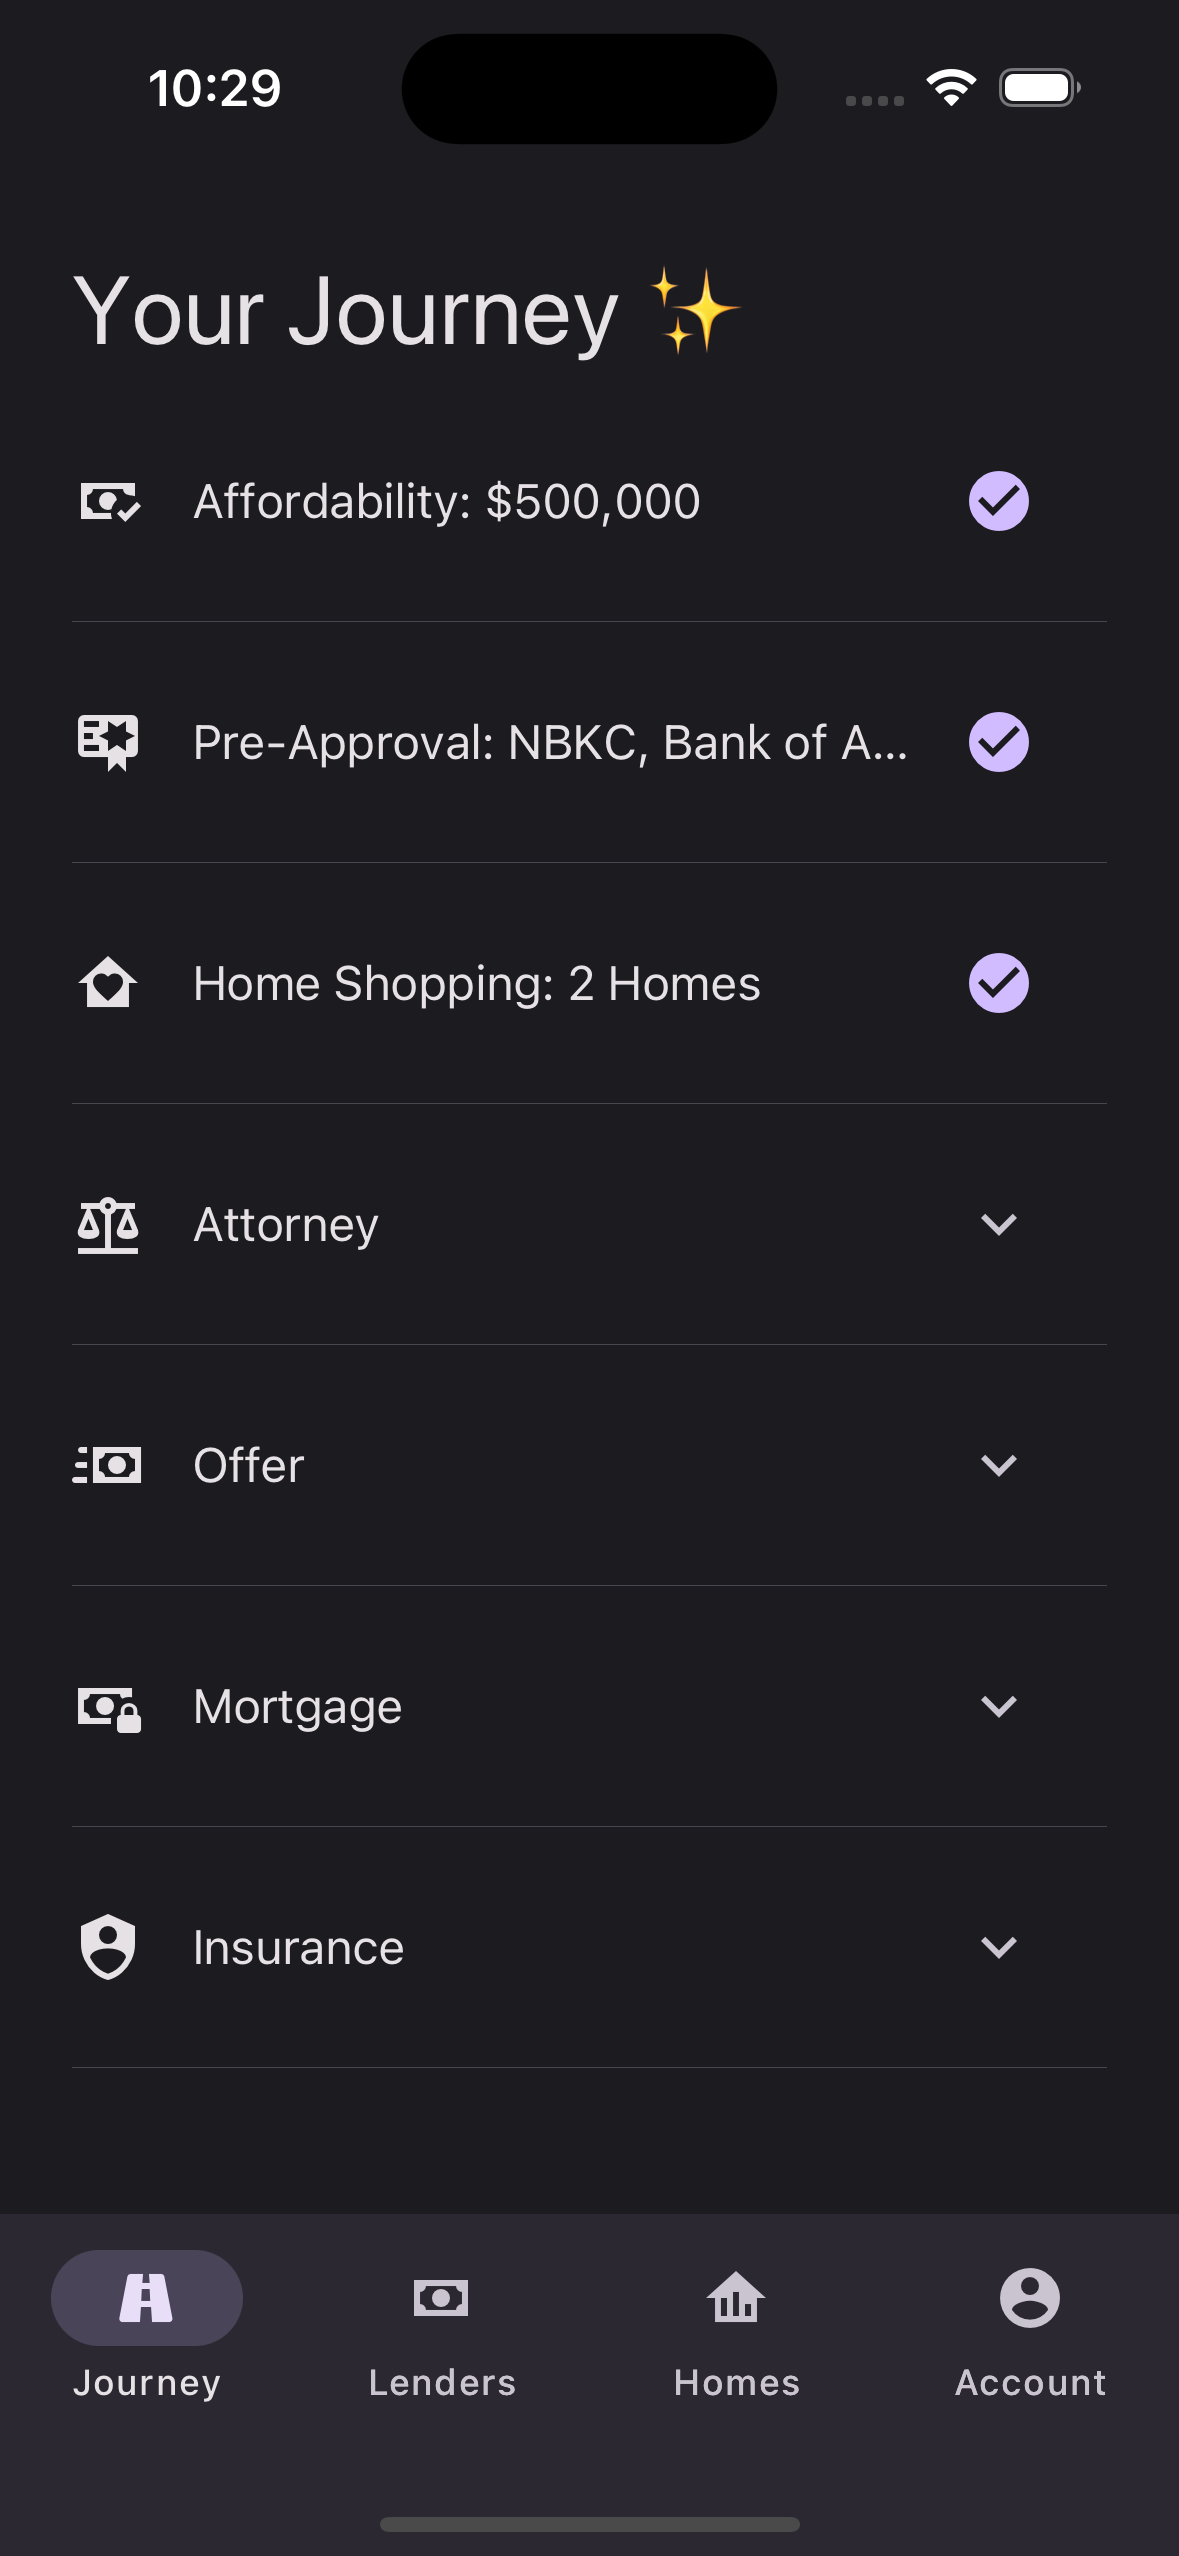 10:29
Your Journey ✨
Affordability: $500,000
Pre-Approval: NBKC, Bank of A...
Home Shopping: 2 Homes
Attorney
Offer
Mortgage
Insurance
Journey
Lenders
Homes
Account